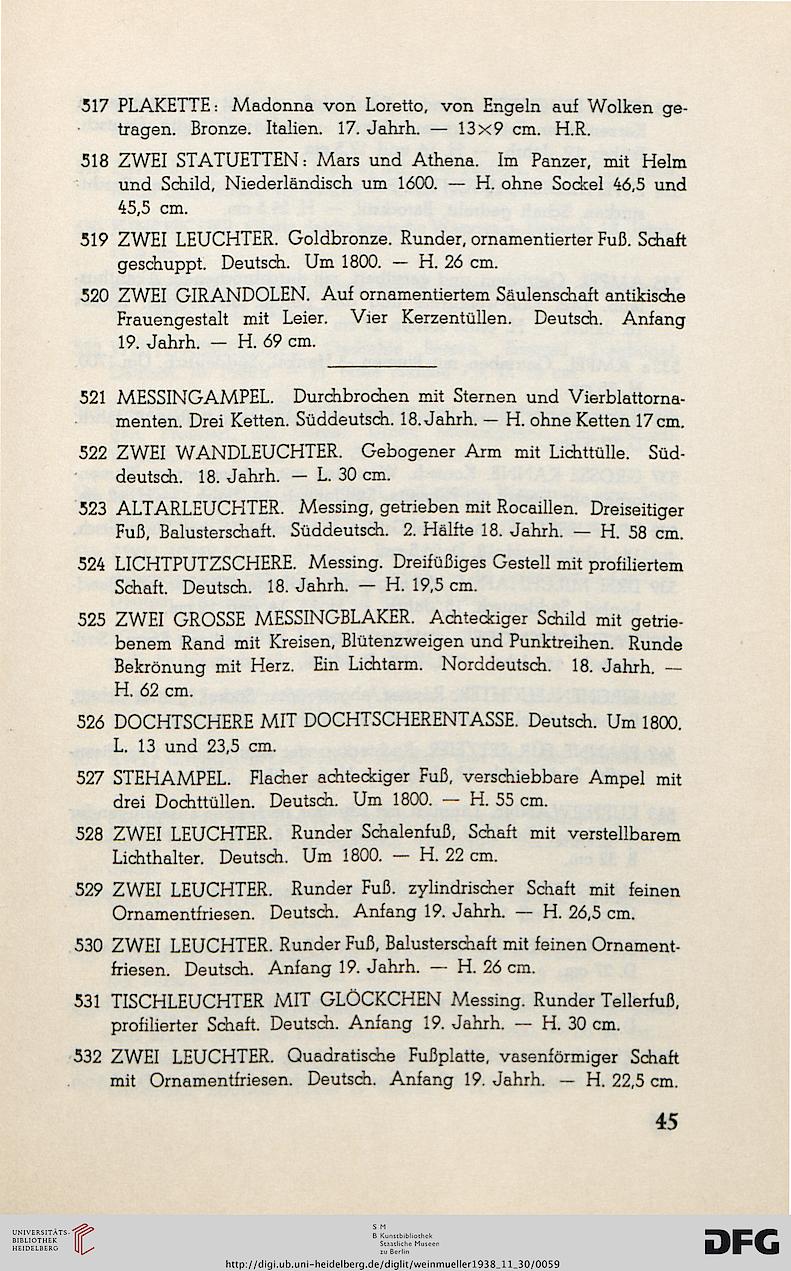 517 PLAKETTE: Madonna von Loretto, von Engeln auf Wolken ge-
tragen. Bronze. Italien. 17. Jahrh. — 13×9 cm. H.R.
518 ZWEI STATUETTEN: Mars und Athena. Im Panzer, mit Helm
und Schild, Niederländisch um 1600. — H. ohne Sockel 46,5 und
45,5 cm.
519 ZWEI LEUCHTER. Goldbronze. Runder, ornamentierter Fuß. Schaft
geschuppt. Deutsch. Um 1800. — H. 26 cm.
520 ZWEI GIRANDOLEN. Auf ornamentiertem Säulenschaft antikische
Frauengestalt mit Leier. Vier Kerzentüllen. Deutsch. Anfang
19. Jahrh. — H. 69 cm.
521 MESSINGAMPEL. Durchbrochen mit Sternen und Vierblattorna-
menten. Drei Ketten. Süddeutsch. 18. Jahrh. — H. ohne Ketten 17 cm.
522 ZWEI WANDLEUCHTER. Gebogener Arm mit Lichttülle. Süd-
deutsch. 18. Jahrh. — L. 30 cm.
523 ALTARLEUCHTER. Messing, getrieben mit Rocaillen. Dreiseitiger
Fuß, Balusterschaft. Süddeutsch. 2. Hälfte 18. Jahrh. — H. 58 cm.
524 LICHTPUTZSCHERE. Messing. Dreifüßiges Gestell mit profiliertem
Schaft. Deutsch. 18. Jahrh. — H. 19,5 cm.
525 ZWEI GROSSE MESSINGBLAKER. Achteckiger Schild mit getrie-
benem Rand mit Kreisen, Blütenzweigen und Punktreihen. Runde
Bekrönung mit Herz. Ein Lichtarm. Norddeutsch. 18. Jahrh. —
H. 62 cm.
526 DOCHTSCHERE MIT DOCHTSCHERENTASSE. Deutsch. Um 1800.
L. 13 und 23,5 cm.
527 STEHAMPEL. Flacher achteckiger Fuß, verschiebbare Ampel mit
drei Dochttüllen. Deutsch. Um 1800. — H. 55 cm.
528 ZWEI LEUCHTER. Runder Schalenfuß, Schaft mit verstellbarem
Lichthalter. Deutsch. Um 1800. — H. 22 cm.
529 ZWEI LEUCHTER. Runder Fuß. zylindrischer Schaft mit feinen
Ornamentfriesen. Deutsch. Anfang 19. Jahrh. — H. 26,5 cm.
530 ZWEI LEUCHTER. Runder Fuß, Balusterschaft mit feinen Ornament-
friesen. Deutsch. Anfang 19. Jahrh. — H. 26 cm.
531 TISCHLEUCHTER MIT GLÖCKCHEN Messing. Runder Tellerfuß,
profilierter Schaft. Deutsch. Anfang 19. Jahrh. — H. 30 cm.
532 ZWEI LEUCHTER. Quadratische Fußplatte, vasenförmiger Schaft
mit Ornamentfriesen. Deutsch. Anfang 19. Jahrh. — H. 22,5 cm.
45
UNIVERSITÄTS-
BIBLIOTHEK
HEIDELBERG
S M
B Kunstbibliothek
Staatliche Museen
zu Berlin
DFG
http://digi.ub.uni-heidelberg.de/diglit/weinmueller1938_11_30/0059